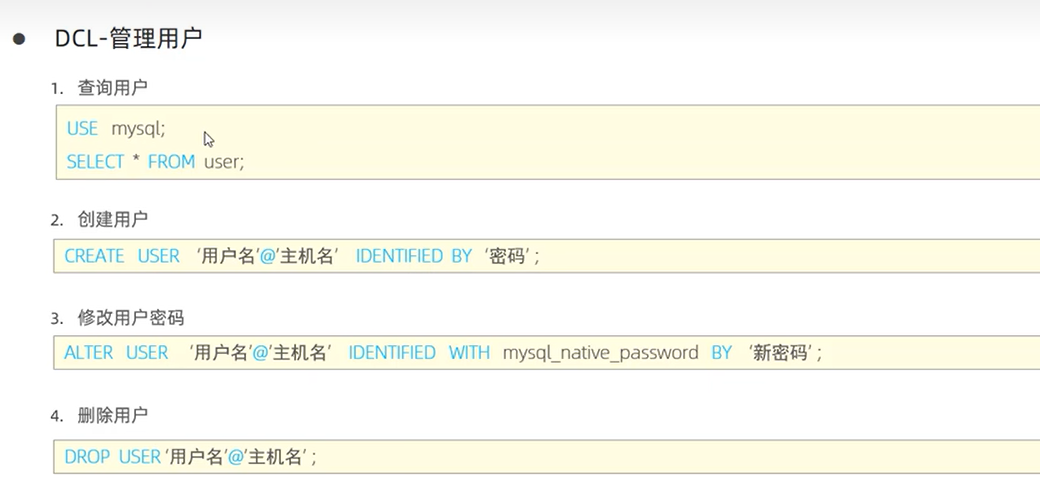 ● DCL-管理用户
1. 查询用户
USE mysql;
SELECT * FROM user;
2. 创建用户
CREATE USER ‘用户名’@’主机名’ IDENTIFIED BY ‘密码’ ;
3. 修改用户密码
ALTER USER ‘用户名’@’主机名’ IDENTIFIED WITH mysql_native_password BY ‘新密码’ ;
4. 删除用户
DROP USER ‘用户名’@’主机名’ ;